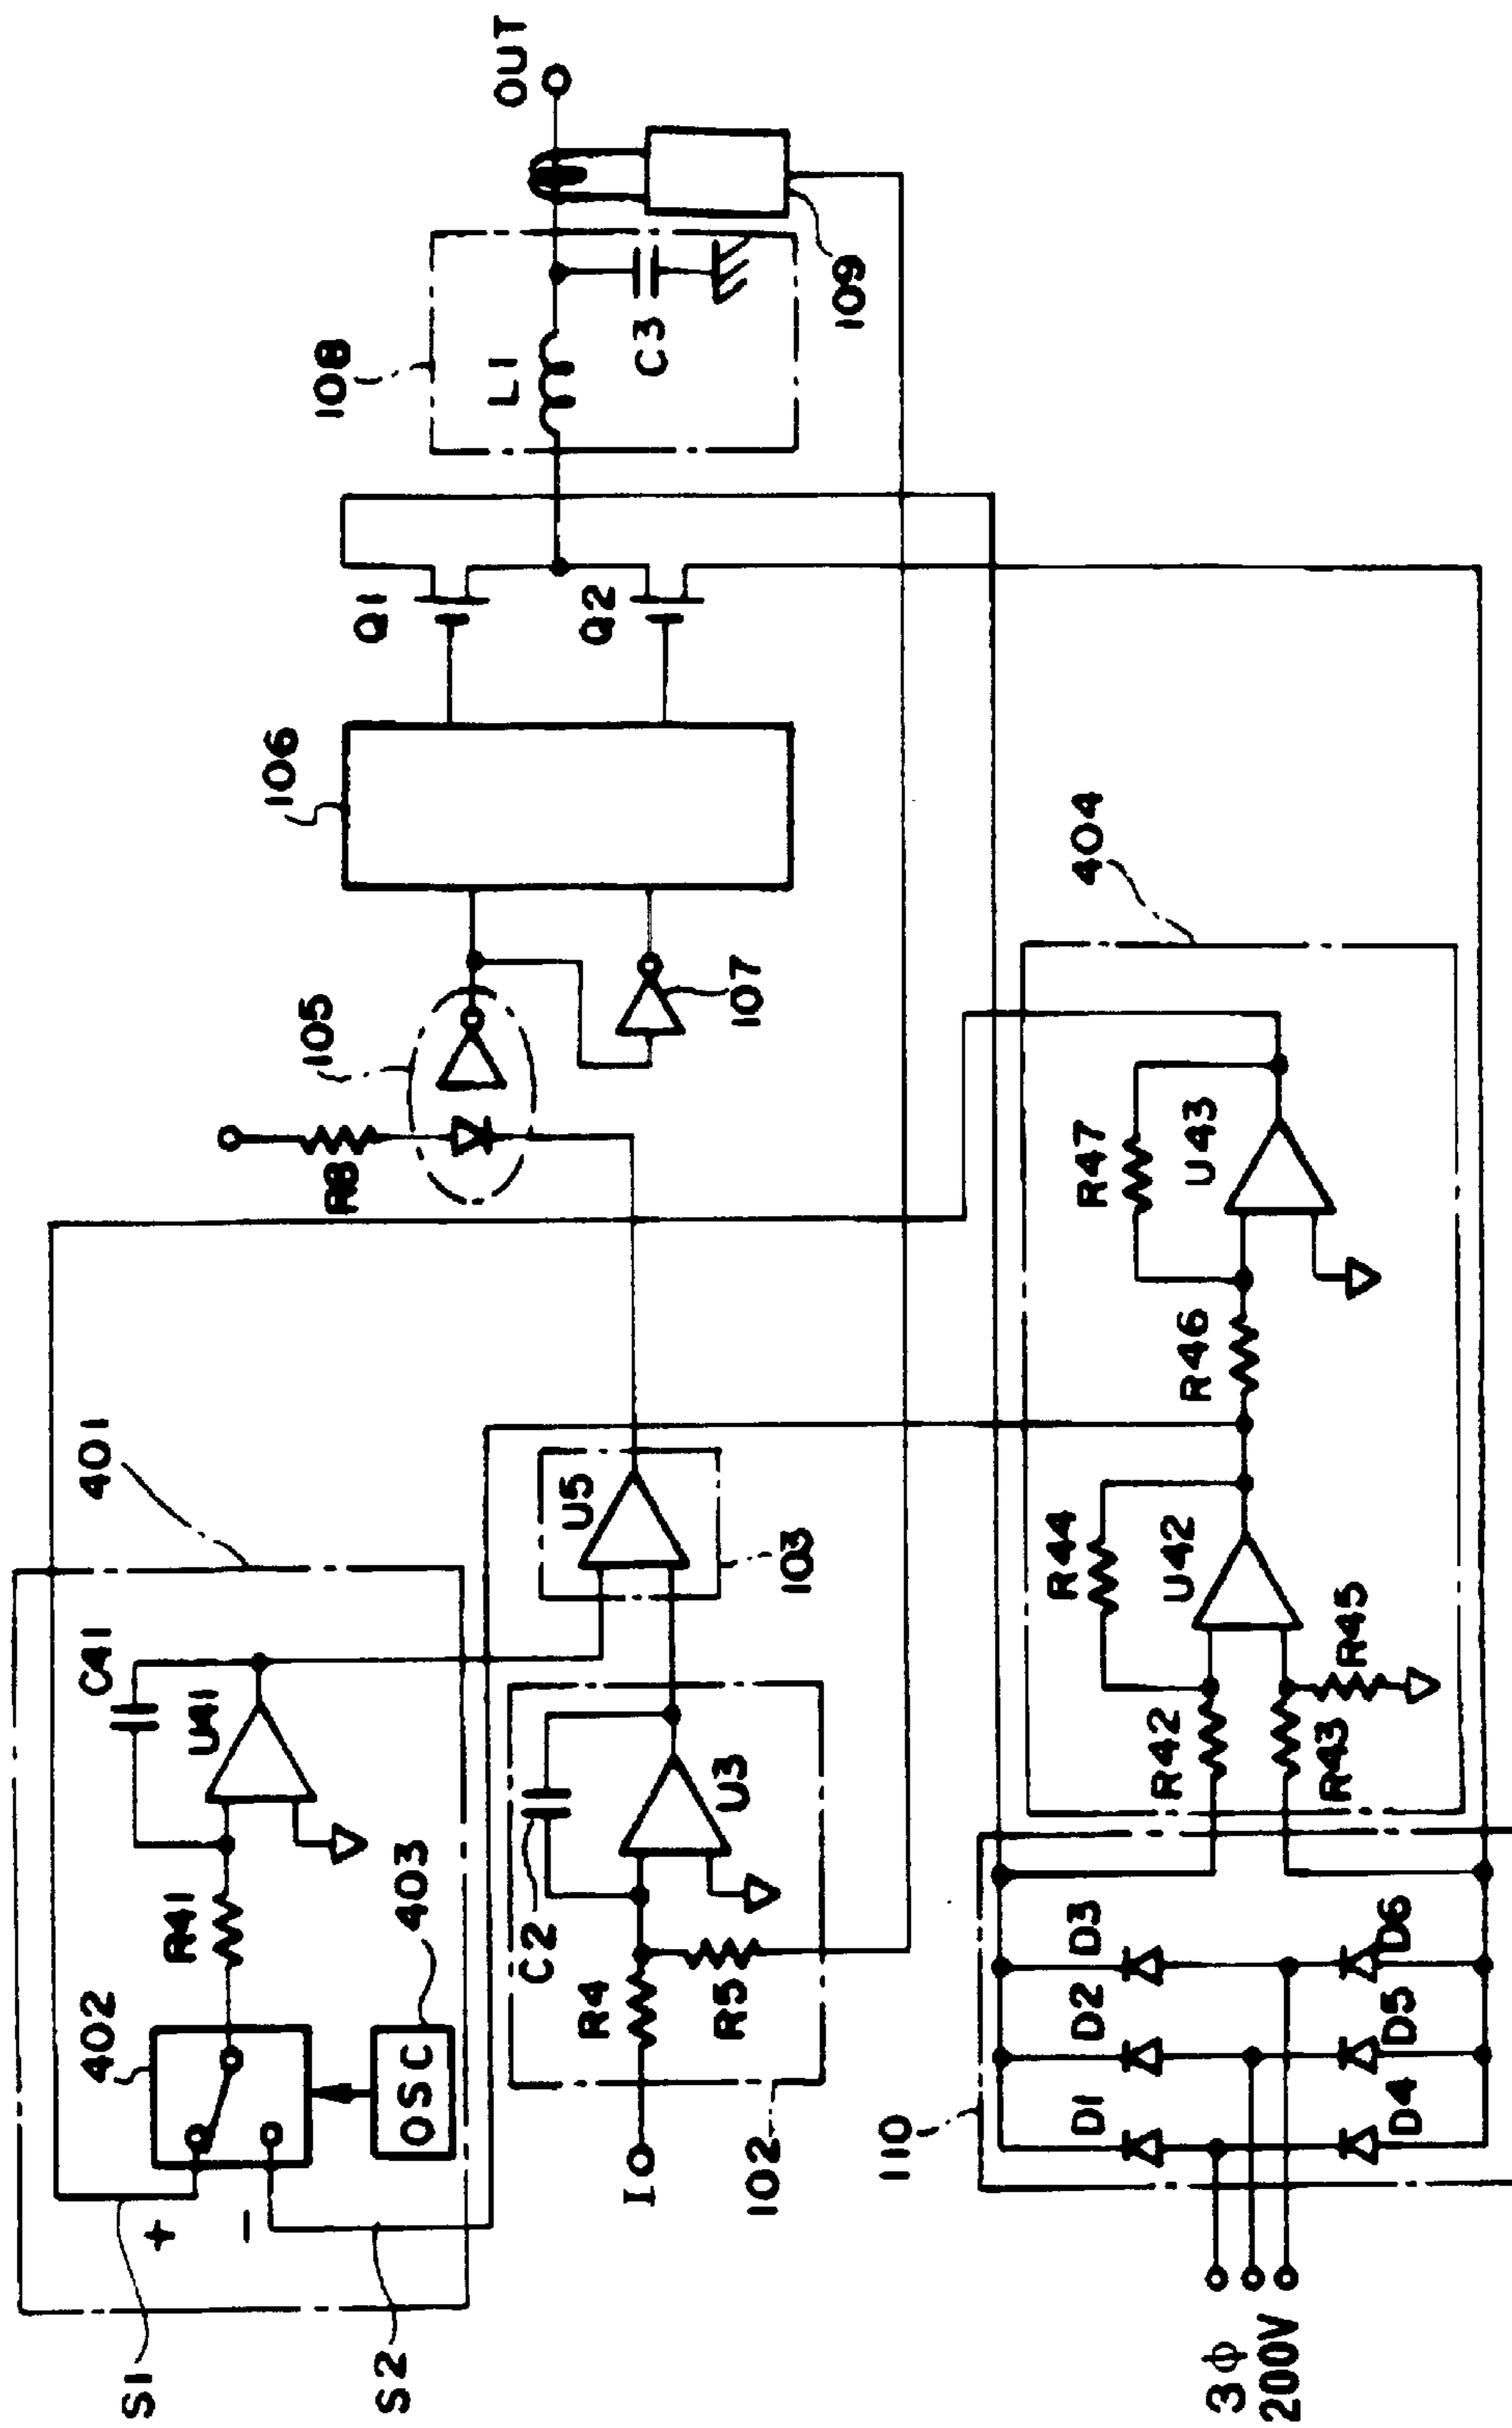 S1
+
−
S2
402
R41
C41
U41
403
OSC
401
I
102
R4
R5
C2
U3
U5
103
R8
105
107
106
Q1
Q2
108
L1
C3
109
OUT
3φ
200V
110
D1
D2
D3
D4
D5
D6
R42
R43
R44
R45
U42
R46
R47
U43
404